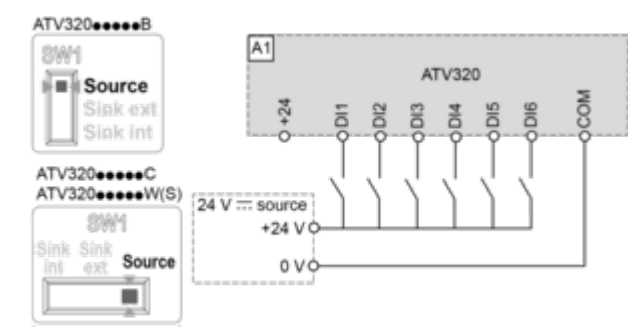 ATV320●●●●●B
SW1
Source
Sink ext
Sink int
ATV320●●●●●C
ATV320●●●●●W(S)
SW1
Sink int
Sink ext
Source
A1
ATV320
+24
DI1
DI2
DI3
DI4
DI5
DI6
COM
24 V ⎓ source
+24 V
0 V